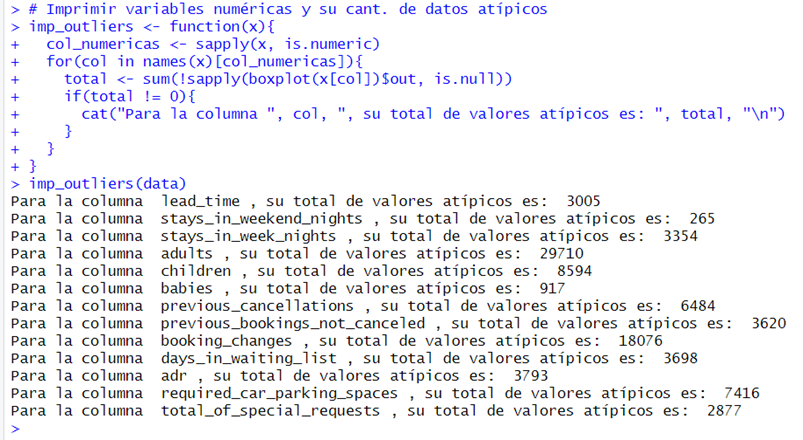 > # Imprimir variables numéricas y su cant. de datos atípicos
> imp_outliers <- function(x){
+   col_numericas <- sapply(x, is.numeric)
+   for(col in names(x)[col_numericas]){
+     total <- sum(!sapply(boxplot(x[col])$out, is.null))
+     if(total != 0){
+       cat("Para la columna ", col, ", su total de valores atípicos es: ", total, "\n")
+     }
+   }
+ }
> imp_outliers(data)
Para la columna  lead_time , su total de valores atípicos es:  3005
Para la columna  stays_in_weekend_nights , su total de valores atípicos es:  265
Para la columna  stays_in_week_nights , su total de valores atípicos es:  3354
Para la columna  adults , su total de valores atípicos es:  29710
Para la columna  children , su total de valores atípicos es:  8594
Para la columna  babies , su total de valores atípicos es:  917
Para la columna  previous_cancellations , su total de valores atípicos es:  6484
Para la columna  previous_bookings_not_canceled , su total de valores atípicos es:  3620
Para la columna  booking_changes , su total de valores atípicos es:  18076
Para la columna  days_in_waiting_list , su total de valores atípicos es:  3698
Para la columna  adr , su total de valores atípicos es:  3793
Para la columna  required_car_parking_spaces , su total de valores atípicos es:  7416
Para la columna  total_of_special_requests , su total de valores atípicos es:  2877
>